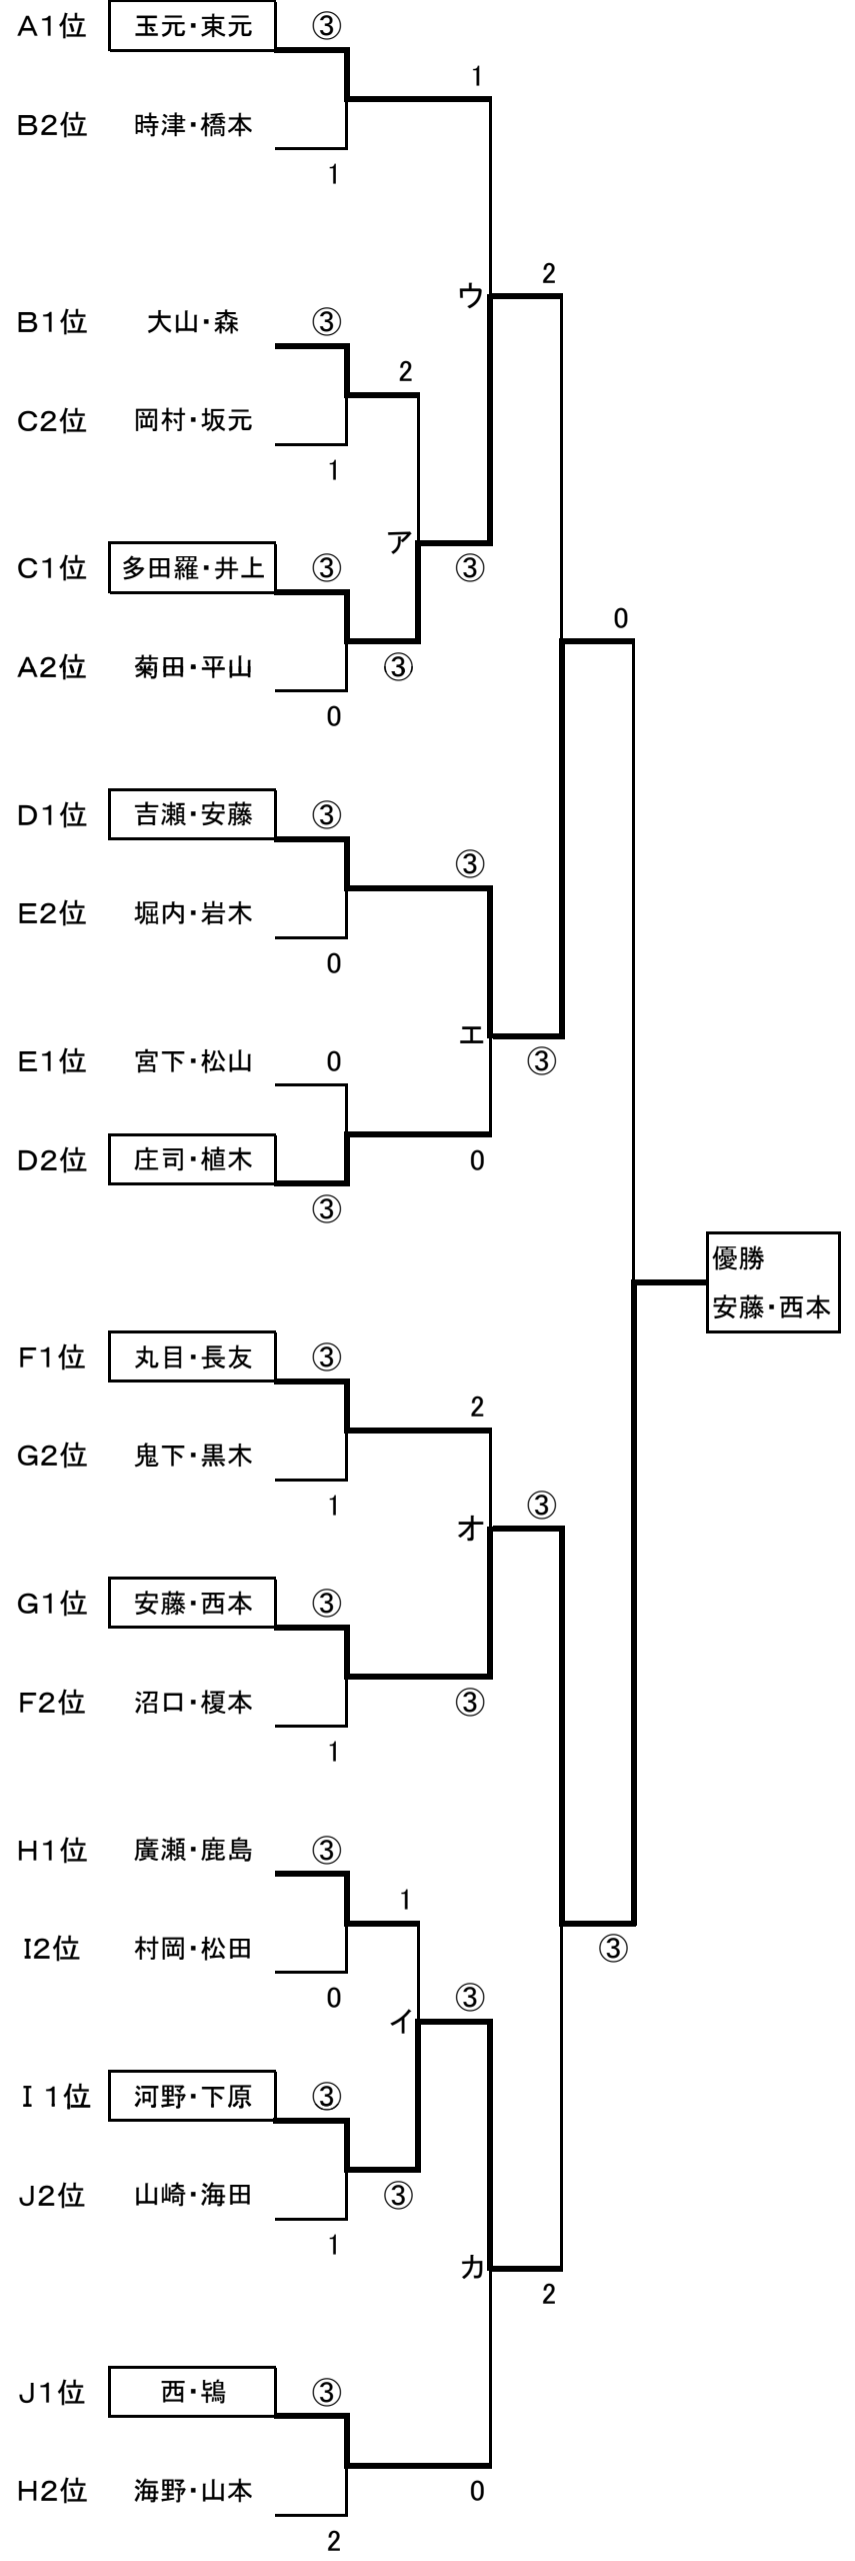 A1位 玉元・束元 ③
1
B2位 時津・橋本
1
2
ウ
B1位 大山・森 ③
2
C2位 岡村・坂元
1
ア
C1位 多田羅・井上 ③ ③
0
A2位 菊田・平山 ③
0
D1位 吉瀬・安藤 ③
③
E2位 堀内・岩木
0
エ
E1位 宮下・松山 0 ③
D2位 庄司・植木 0
③
優勝
安藤・西本
F1位 丸目・長友 ③
2
G2位 鬼下・黒木
1 ③
オ
G1位 安藤・西本 ③
F2位 沼口・榎本 ③
1
H1位 廣瀬・鹿島 ③
1
I2位 村岡・松田 ③
0 ③
イ
I 1位 河野・下原 ③
J2位 山崎・海田 ③
1
カ
2
J1位 西・鴇 ③
H2位 海野・山本 0
2